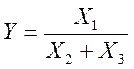 Y = X₁ / (X₂ + X₃)